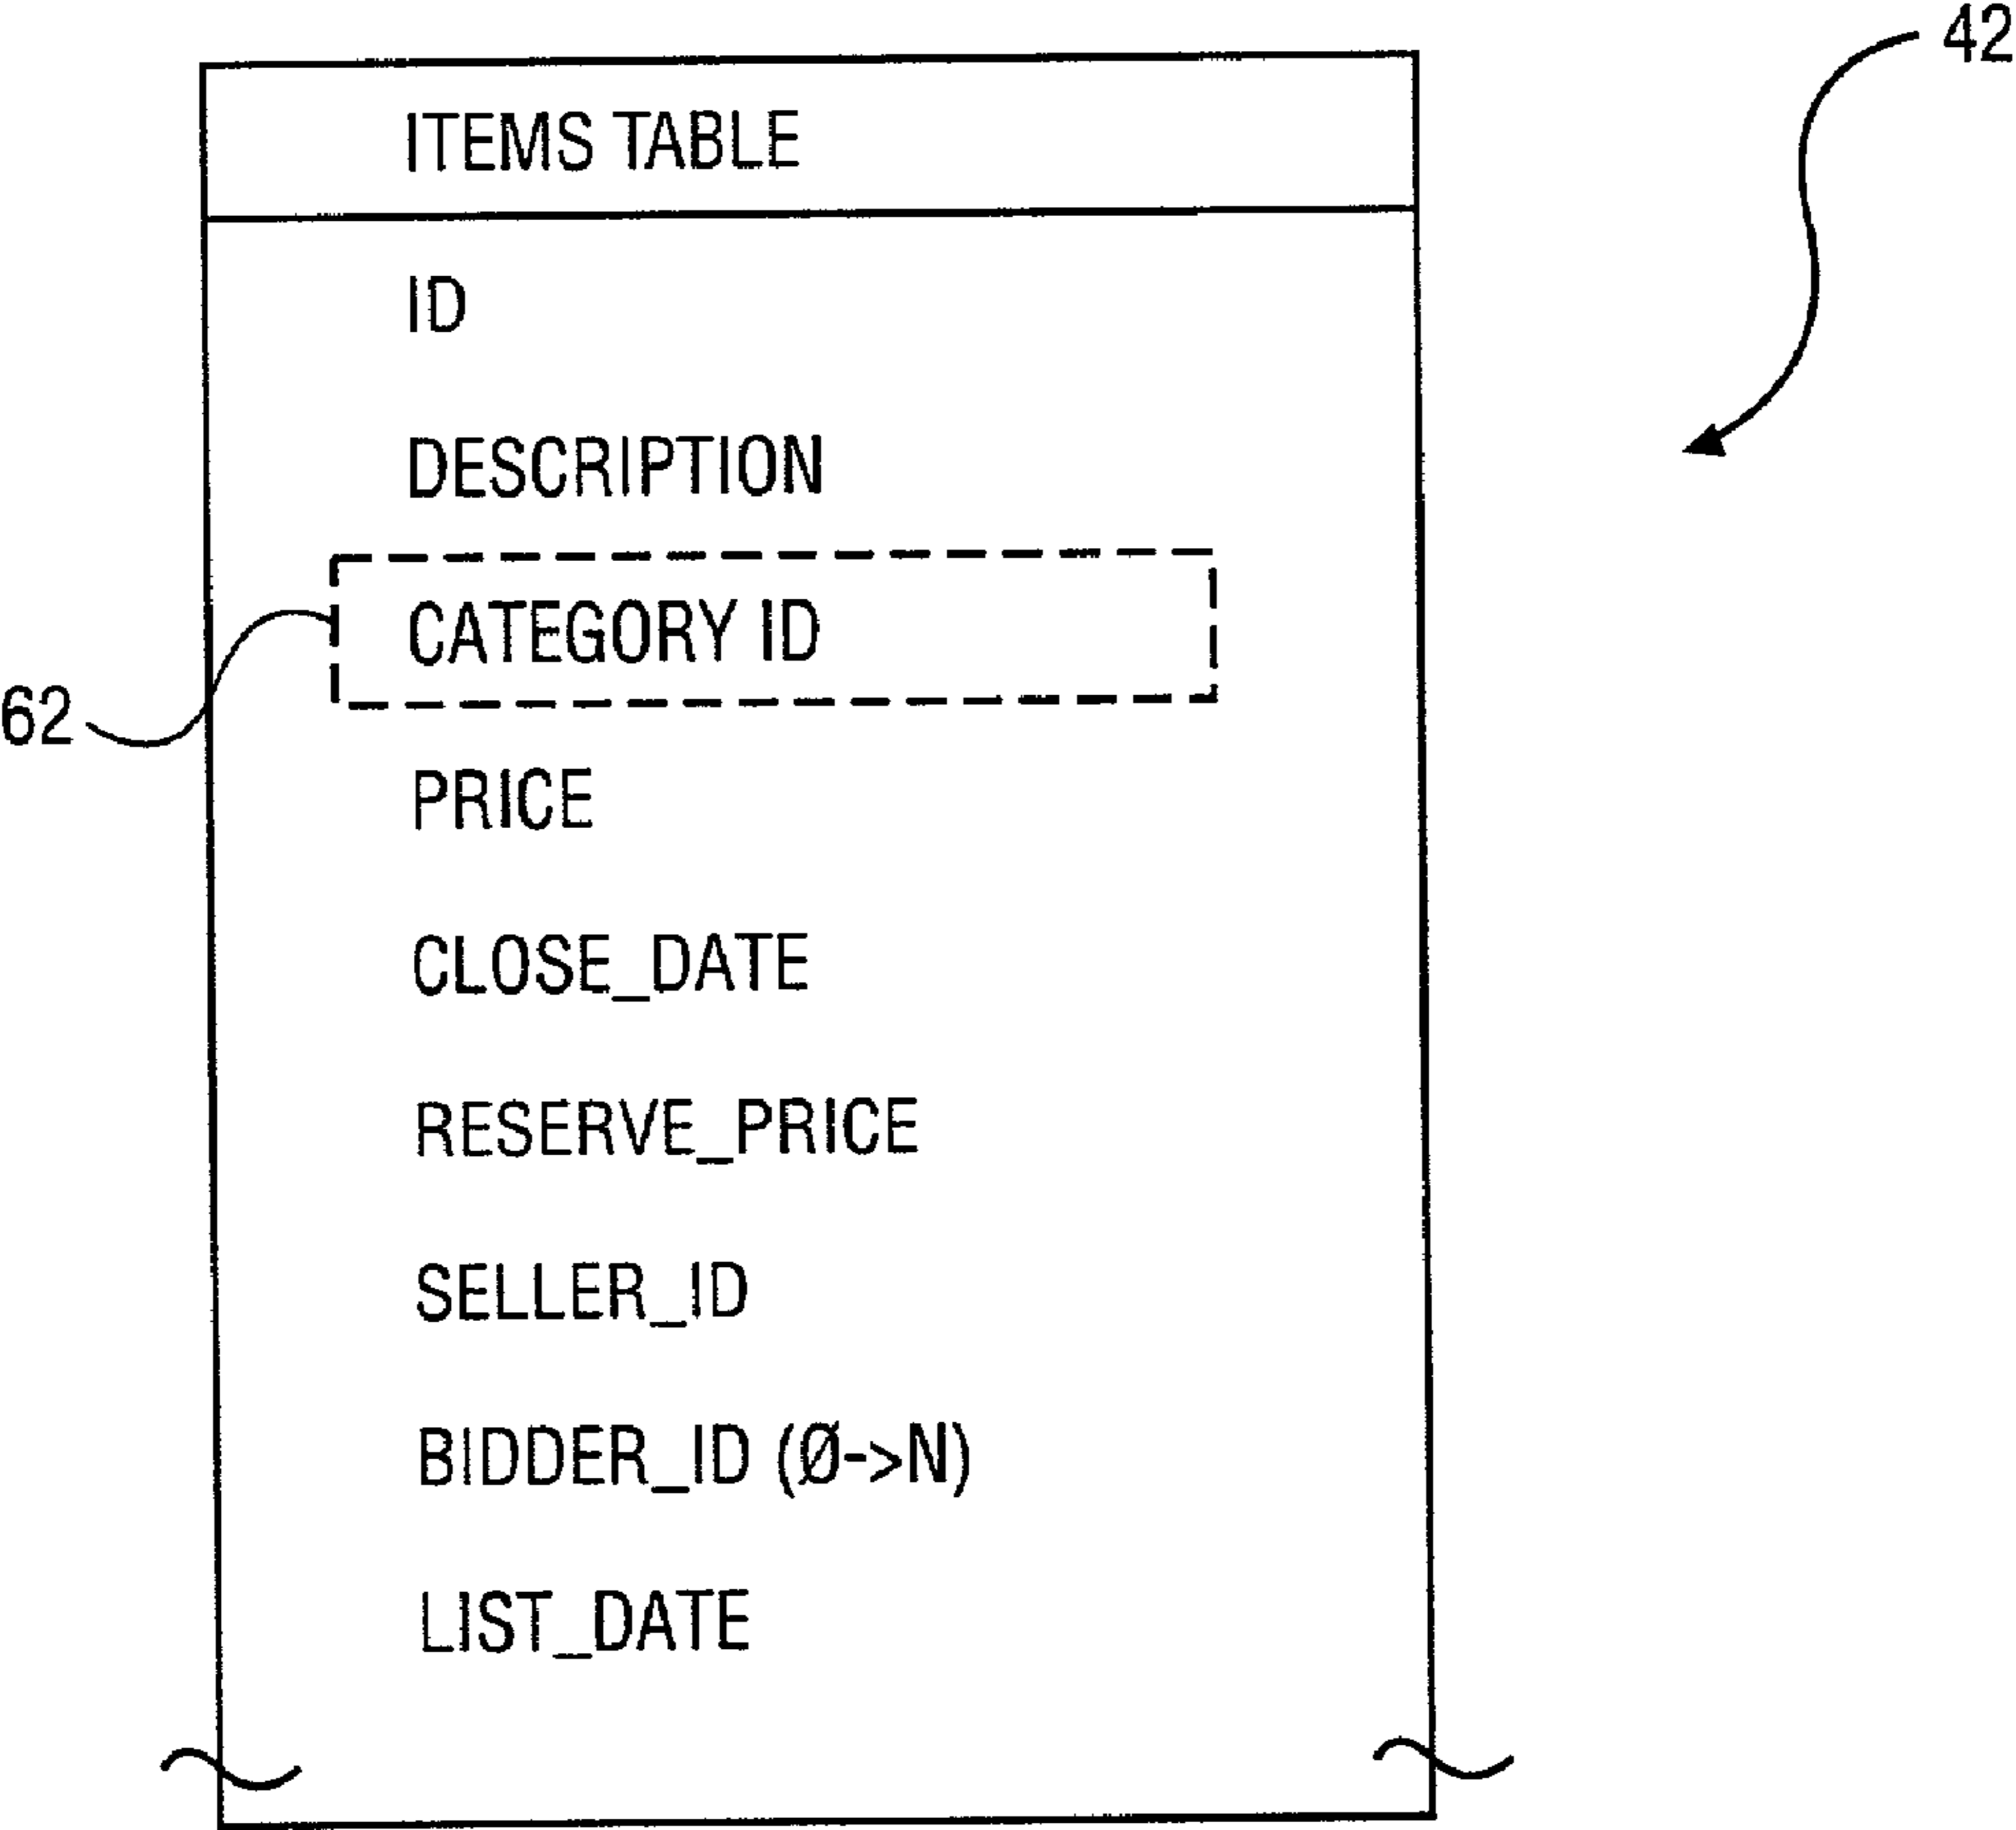 42
ITEMS TABLE
ID
DESCRIPTION
CATEGORY ID
62
PRICE
CLOSE_DATE
RESERVE_PRICE
SELLER_ID
BIDDER_ID (Ø->N)
LIST_DATE